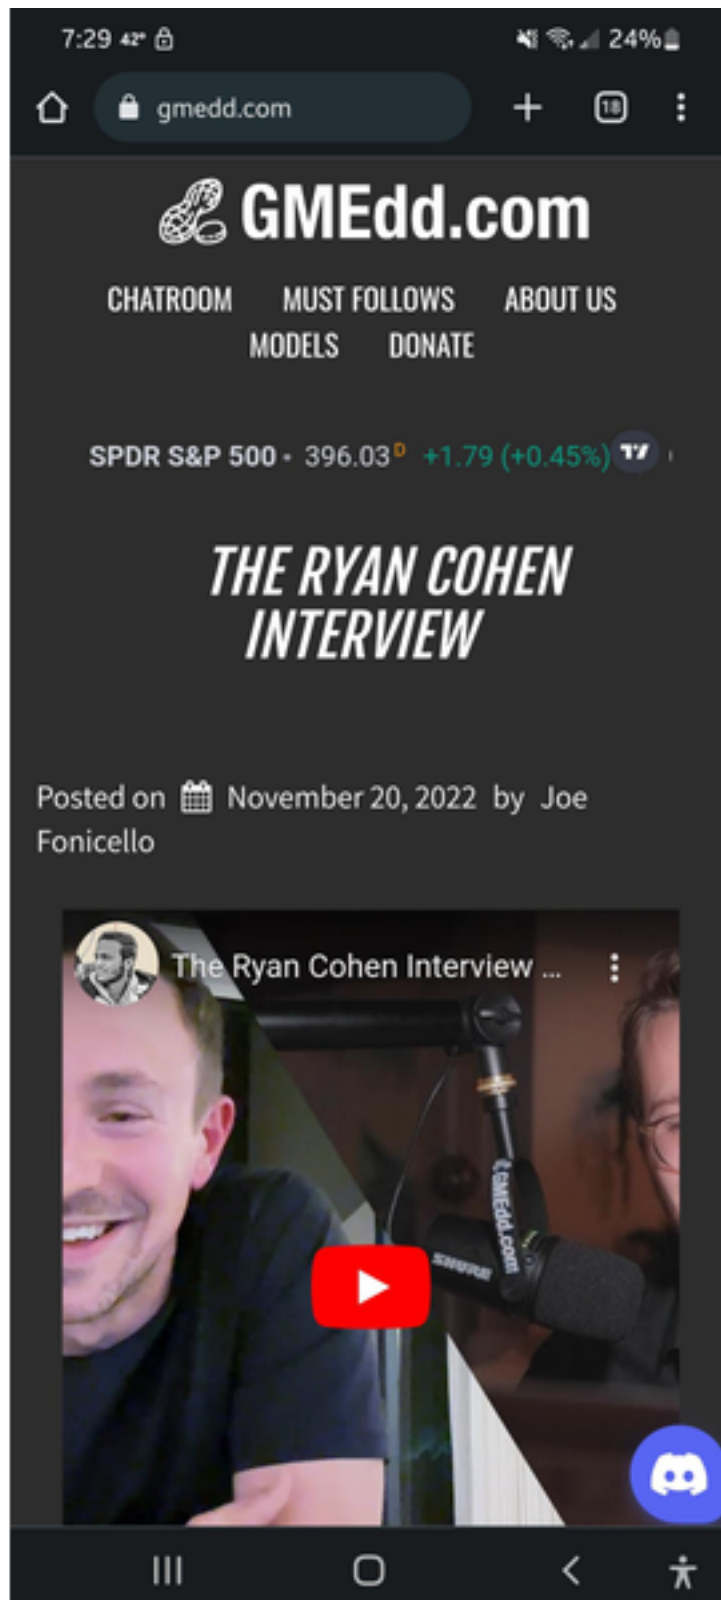 7:29 42° 24%
gmedd.com 18
GMEdd.com
CHATROOM MUST FOLLOWS ABOUT US
MODELS DONATE
SPDR S&P 500 • 396.03 D +1.79 (+0.45%)
THE RYAN COHEN
INTERVIEW
Posted on November 20, 2022 by Joe
Fonicello
The Ryan Cohen Interview ...
GMEdd.com
SHURE